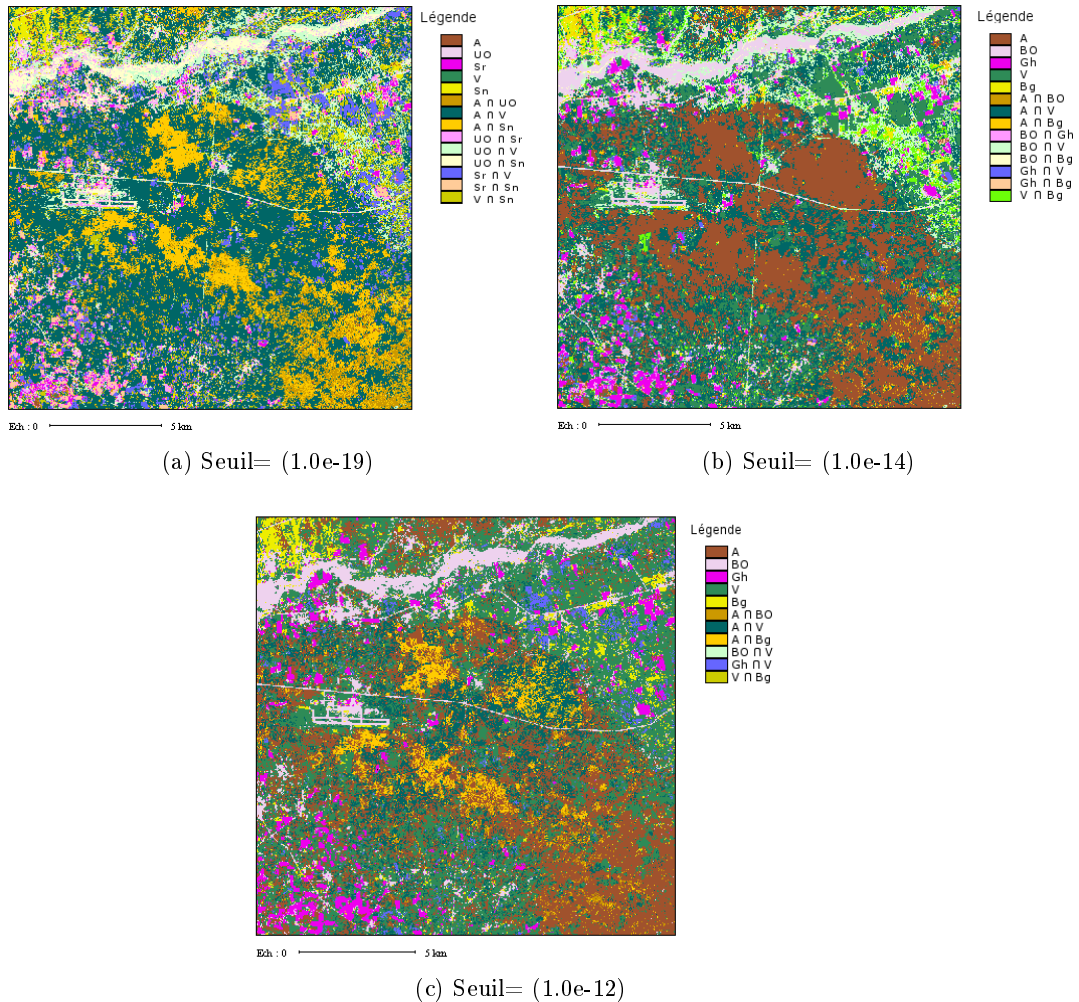 Légende
A
UO
Sr
V
Sn
A ∩ UO
A ∩ V
A ∩ Sn
UO ∩ Sr
UO ∩ V
UO ∩ Sn
Sr ∩ V
Sr ∩ Sn
V ∩ Sn
Ech : 0 5 km
(a) Seuil= (1.0e-19)
Légende
A
BO
Gh
V
Bg
A ∩ BO
A ∩ V
A ∩ Bg
BO ∩ Gh
BO ∩ V
BO ∩ Bg
Gh ∩ V
Gh ∩ Bg
V ∩ Bg
Ech : 0 5 km
(b) Seuil= (1.0e-14)
Légende
A
BO
Gh
V
Bg
A ∩ BO
A ∩ V
A ∩ Bg
BO ∩ V
Gh ∩ V
V ∩ Bg
Ech : 0 5 km
(c) Seuil= (1.0e-12)